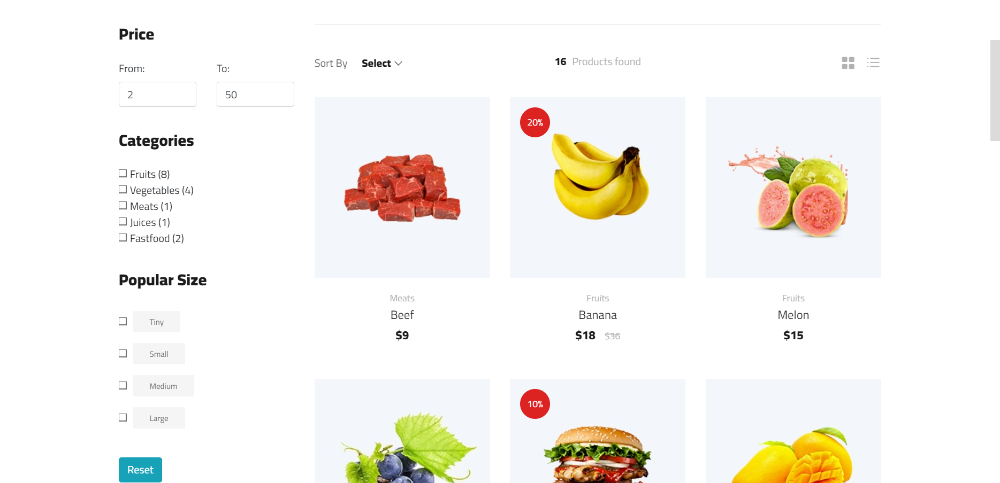 Price
From:
To:
2
50
Categories
Fruits (8)
Vegetables (4)
Meats (1)
Juices (1)
Fastfood (2)
Popular Size
Tiny
Small
Medium
Large
Reset
Sort By Select
16 Products found
20%
Meats
Beef
$9
Fruits
Banana
$18 $36
Fruits
Melon
$15
10%